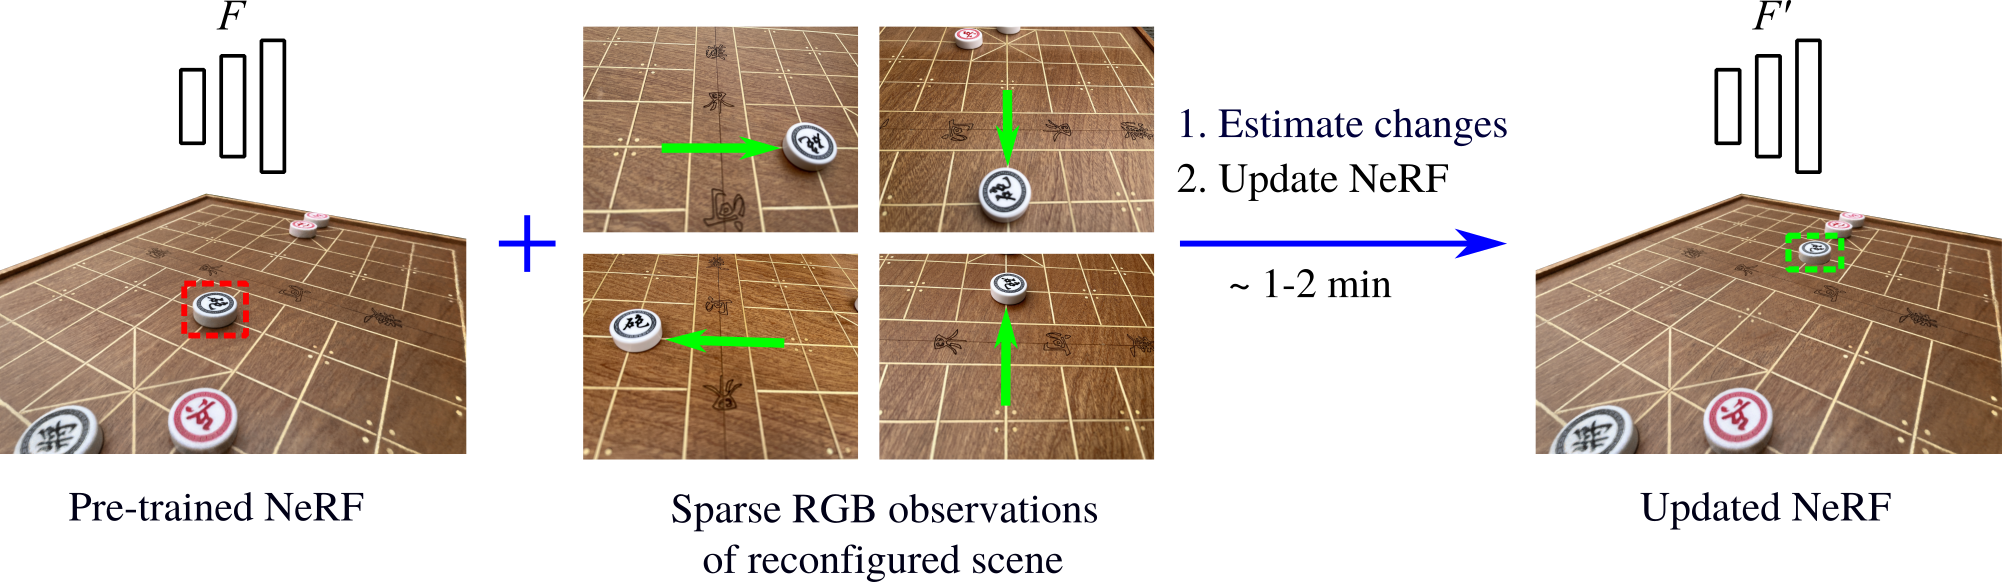 F
F'
1. Estimate changes
2. Update NeRF
~ 1-2 min
砲
Pre-trained NeRF
Sparse RGB observations
of reconfigured scene
Updated NeRF